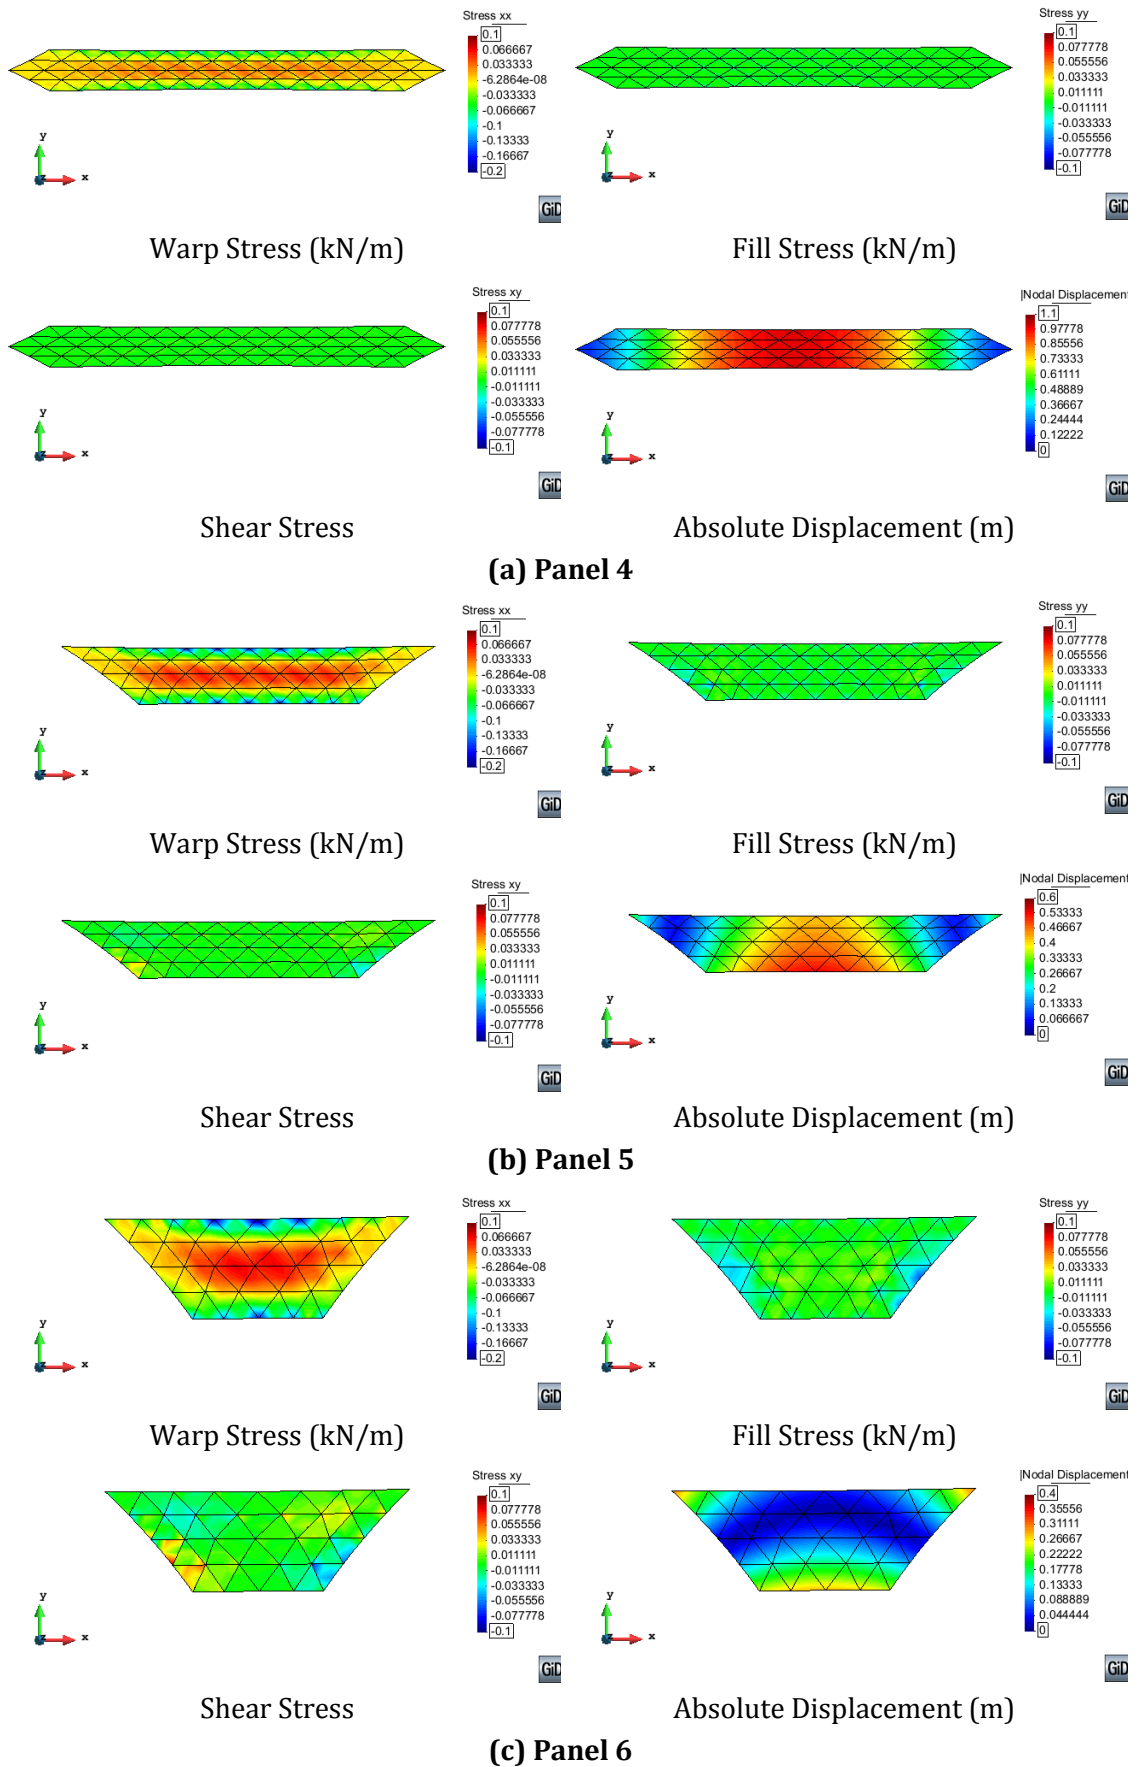 Stress xx
0.1
0.066667
0.033333
-6.2864e-08
-0.033333
-0.066667
-0.1
-0.13333
-0.16667
-0.2
y
x
GiD
Warp Stress (kN/m)
Stress yy
0.1
0.077778
0.055556
0.033333
0.011111
-0.011111
-0.033333
-0.055556
-0.077778
-0.1
y
x
GiD
Fill Stress (kN/m)
Stress xy
0.1
0.077778
0.055556
0.033333
0.011111
-0.011111
-0.033333
-0.055556
-0.077778
-0.1
y
x
GiD
Shear Stress
|Nodal Displacement
1.1
0.97778
0.85556
0.73333
0.61111
0.48889
0.36667
0.24444
0.12222
0
y
x
GiD
Absolute Displacement (m)
(a) Panel 4
Stress xx
0.1
0.066667
0.033333
-6.2864e-08
-0.033333
-0.066667
-0.1
-0.13333
-0.16667
-0.2
y
x
GiD
Warp Stress (kN/m)
Stress yy
0.1
0.077778
0.055556
0.033333
0.011111
-0.011111
-0.033333
-0.055556
-0.077778
-0.1
y
x
GiD
Fill Stress (kN/m)
Stress xy
0.1
0.077778
0.055556
0.033333
0.011111
-0.011111
-0.033333
-0.055556
-0.077778
-0.1
y
x
GiD
Shear Stress
|Nodal Displacement
0.6
0.53333
0.46667
0.4
0.33333
0.26667
0.2
0.13333
0.066667
0
y
x
GiD
Absolute Displacement (m)
(b) Panel 5
Stress xx
0.1
0.066667
0.033333
-6.2864e-08
-0.033333
-0.066667
-0.1
-0.13333
-0.16667
-0.2
y
x
GiD
Warp Stress (kN/m)
Stress yy
0.1
0.077778
0.055556
0.033333
0.011111
-0.011111
-0.033333
-0.055556
-0.077778
-0.1
y
x
GiD
Fill Stress (kN/m)
Stress xy
0.1
0.077778
0.055556
0.033333
0.011111
-0.011111
-0.033333
-0.055556
-0.077778
-0.1
y
x
GiD
Shear Stress
|Nodal Displacement
0.4
0.35556
0.31111
0.26667
0.22222
0.17778
0.13333
0.088889
0.044444
0
y
x
GiD
Absolute Displacement (m)
(c) Panel 6